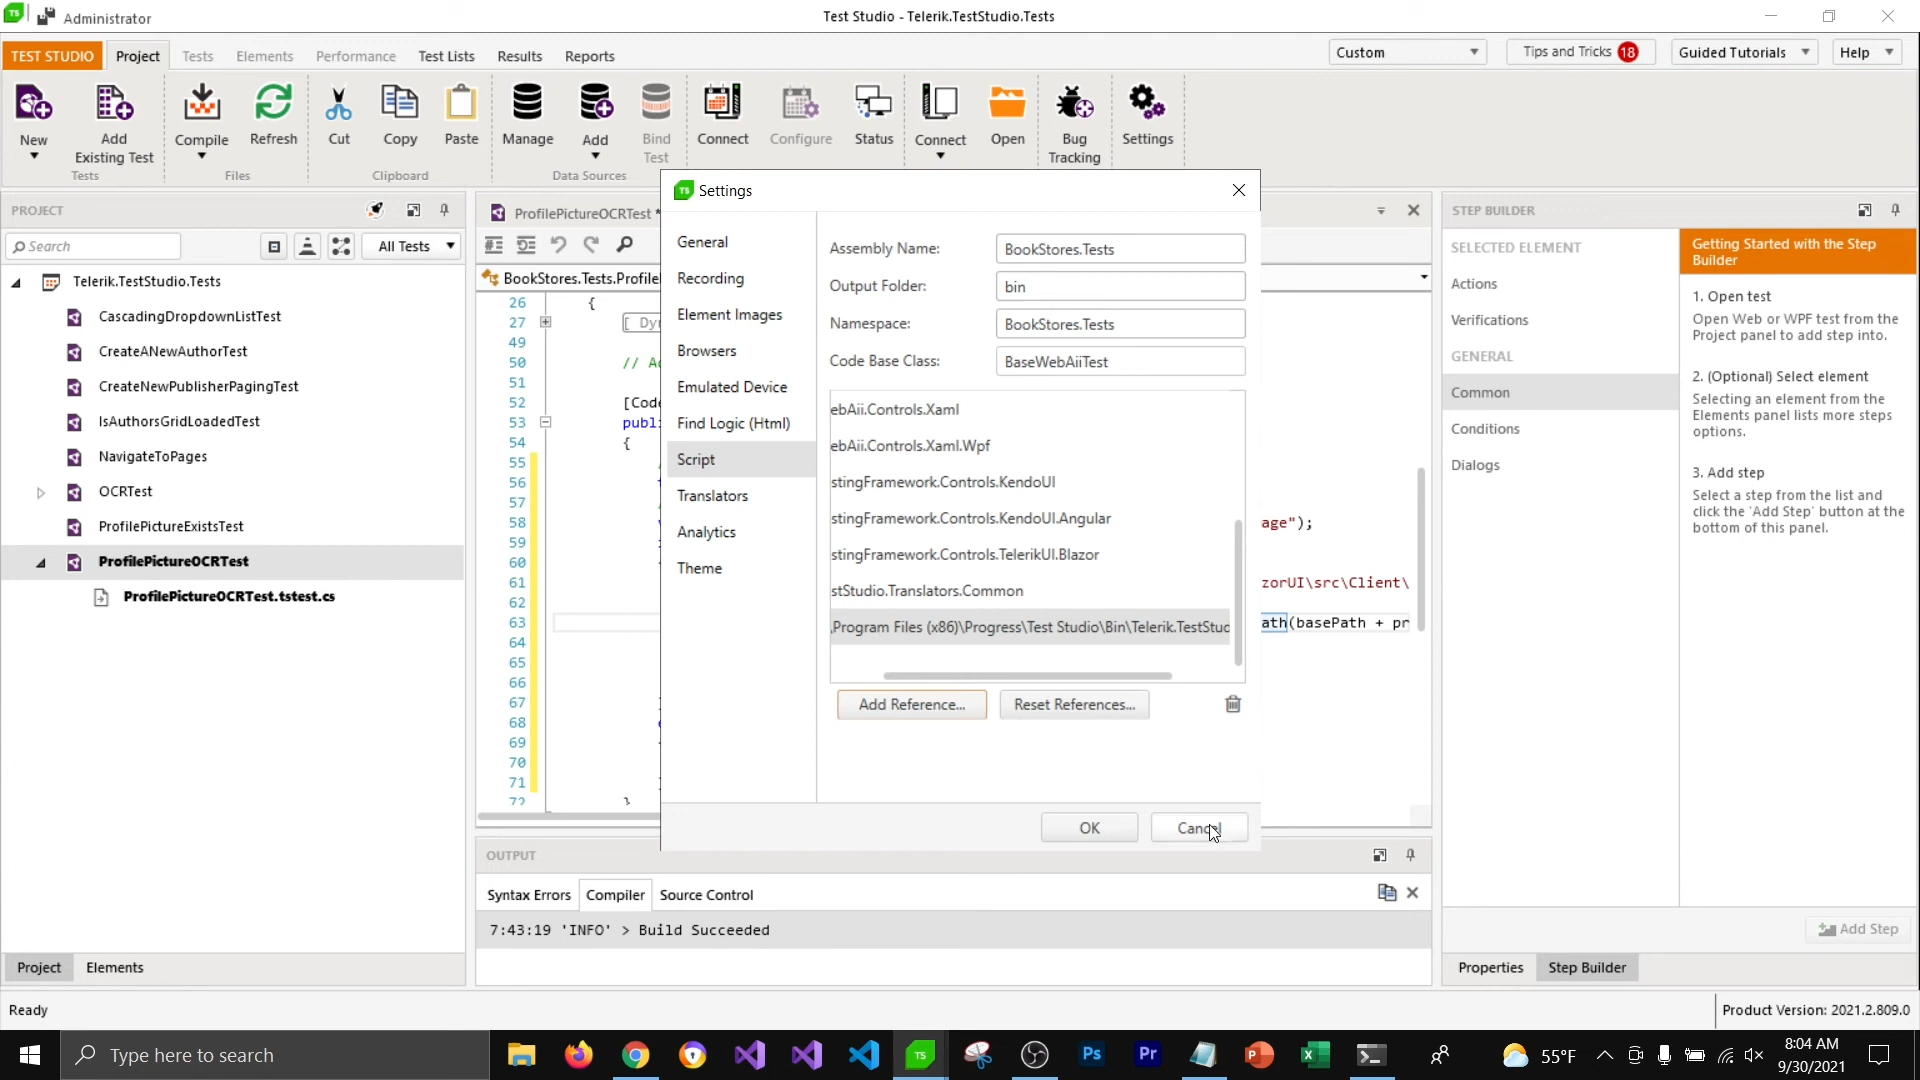 Administrator
Test Studio - Telerik.TestStudio.Tests
TEST STUDIO
Project
Tests
Elements
Performance
Test Lists
Results
Reports
Custom
Tips and Tricks 18
Guided Tutorials
Help
New
Add
Existing Test
Tests
Compile
Refresh
Files
Cut
Copy
Paste
Clipboard
Manage
Add
Bind
Test
Data Sources
Connect
Configure
Status
Connect
Open
Bug
Tracking
Settings
PROJECT
Search
All Tests
Telerik.TestStudio.Tests
CascadingDropdownListTest
CreateANewAuthorTest
CreateNewPublisherPagingTest
IsAuthorsGridLoadedTest
NavigateToPages
OCRTest
ProfilePictureExistsTest
ProfilePictureOCRTest
ProfilePictureOCRTest.tstest.cs
Project
Elements
ProfilePictureOCRTest *
BookStores.Tests.Profile
26 {
27 [ Dy
49
50 // A
51
52 [Cod
53 publ
54 {
55
56
57
58 age");
59
60
61 zorUI\src\Client\
62
63 ath(basePath + pr
64
65
66
67
68
69
70
71
72 }
Settings
General
Recording
Element Images
Browsers
Emulated Device
Find Logic (Html)
Script
Translators
Analytics
Theme
Assembly Name: BookStores.Tests
Output Folder: bin
Namespace: BookStores.Tests
Code Base Class: BaseWebAiiTest
ebAii.Controls.Xaml
ebAii.Controls.Xaml.Wpf
stingFramework.Controls.KendoUI
stingFramework.Controls.KendoUI.Angular
stingFramework.Controls.TelerikUI.Blazor
stStudio.Translators.Common
\Program Files (x86)\Progress\Test Studio\Bin\Telerik.TestStud
Add Reference...
Reset References...
OK
Cancel
OUTPUT
Syntax Errors
Compiler
Source Control
7:43:19 'INFO' > Build Succeeded
STEP BUILDER
SELECTED ELEMENT
Actions
Verifications
GENERAL
Common
Conditions
Dialogs
Getting Started with the Step
Builder
1. Open test
Open Web or WPF test from the
Project panel to add step into.
2. (Optional) Select element
Selecting an element from the
Elements panel lists more steps
options.
3. Add step
Select a step from the list and
click the 'Add Step' button at the
bottom of this panel.
Add Step
Properties
Step Builder
Ready
Product Version: 2021.2.809.0
Type here to search
55°F
8:04 AM
9/30/2021